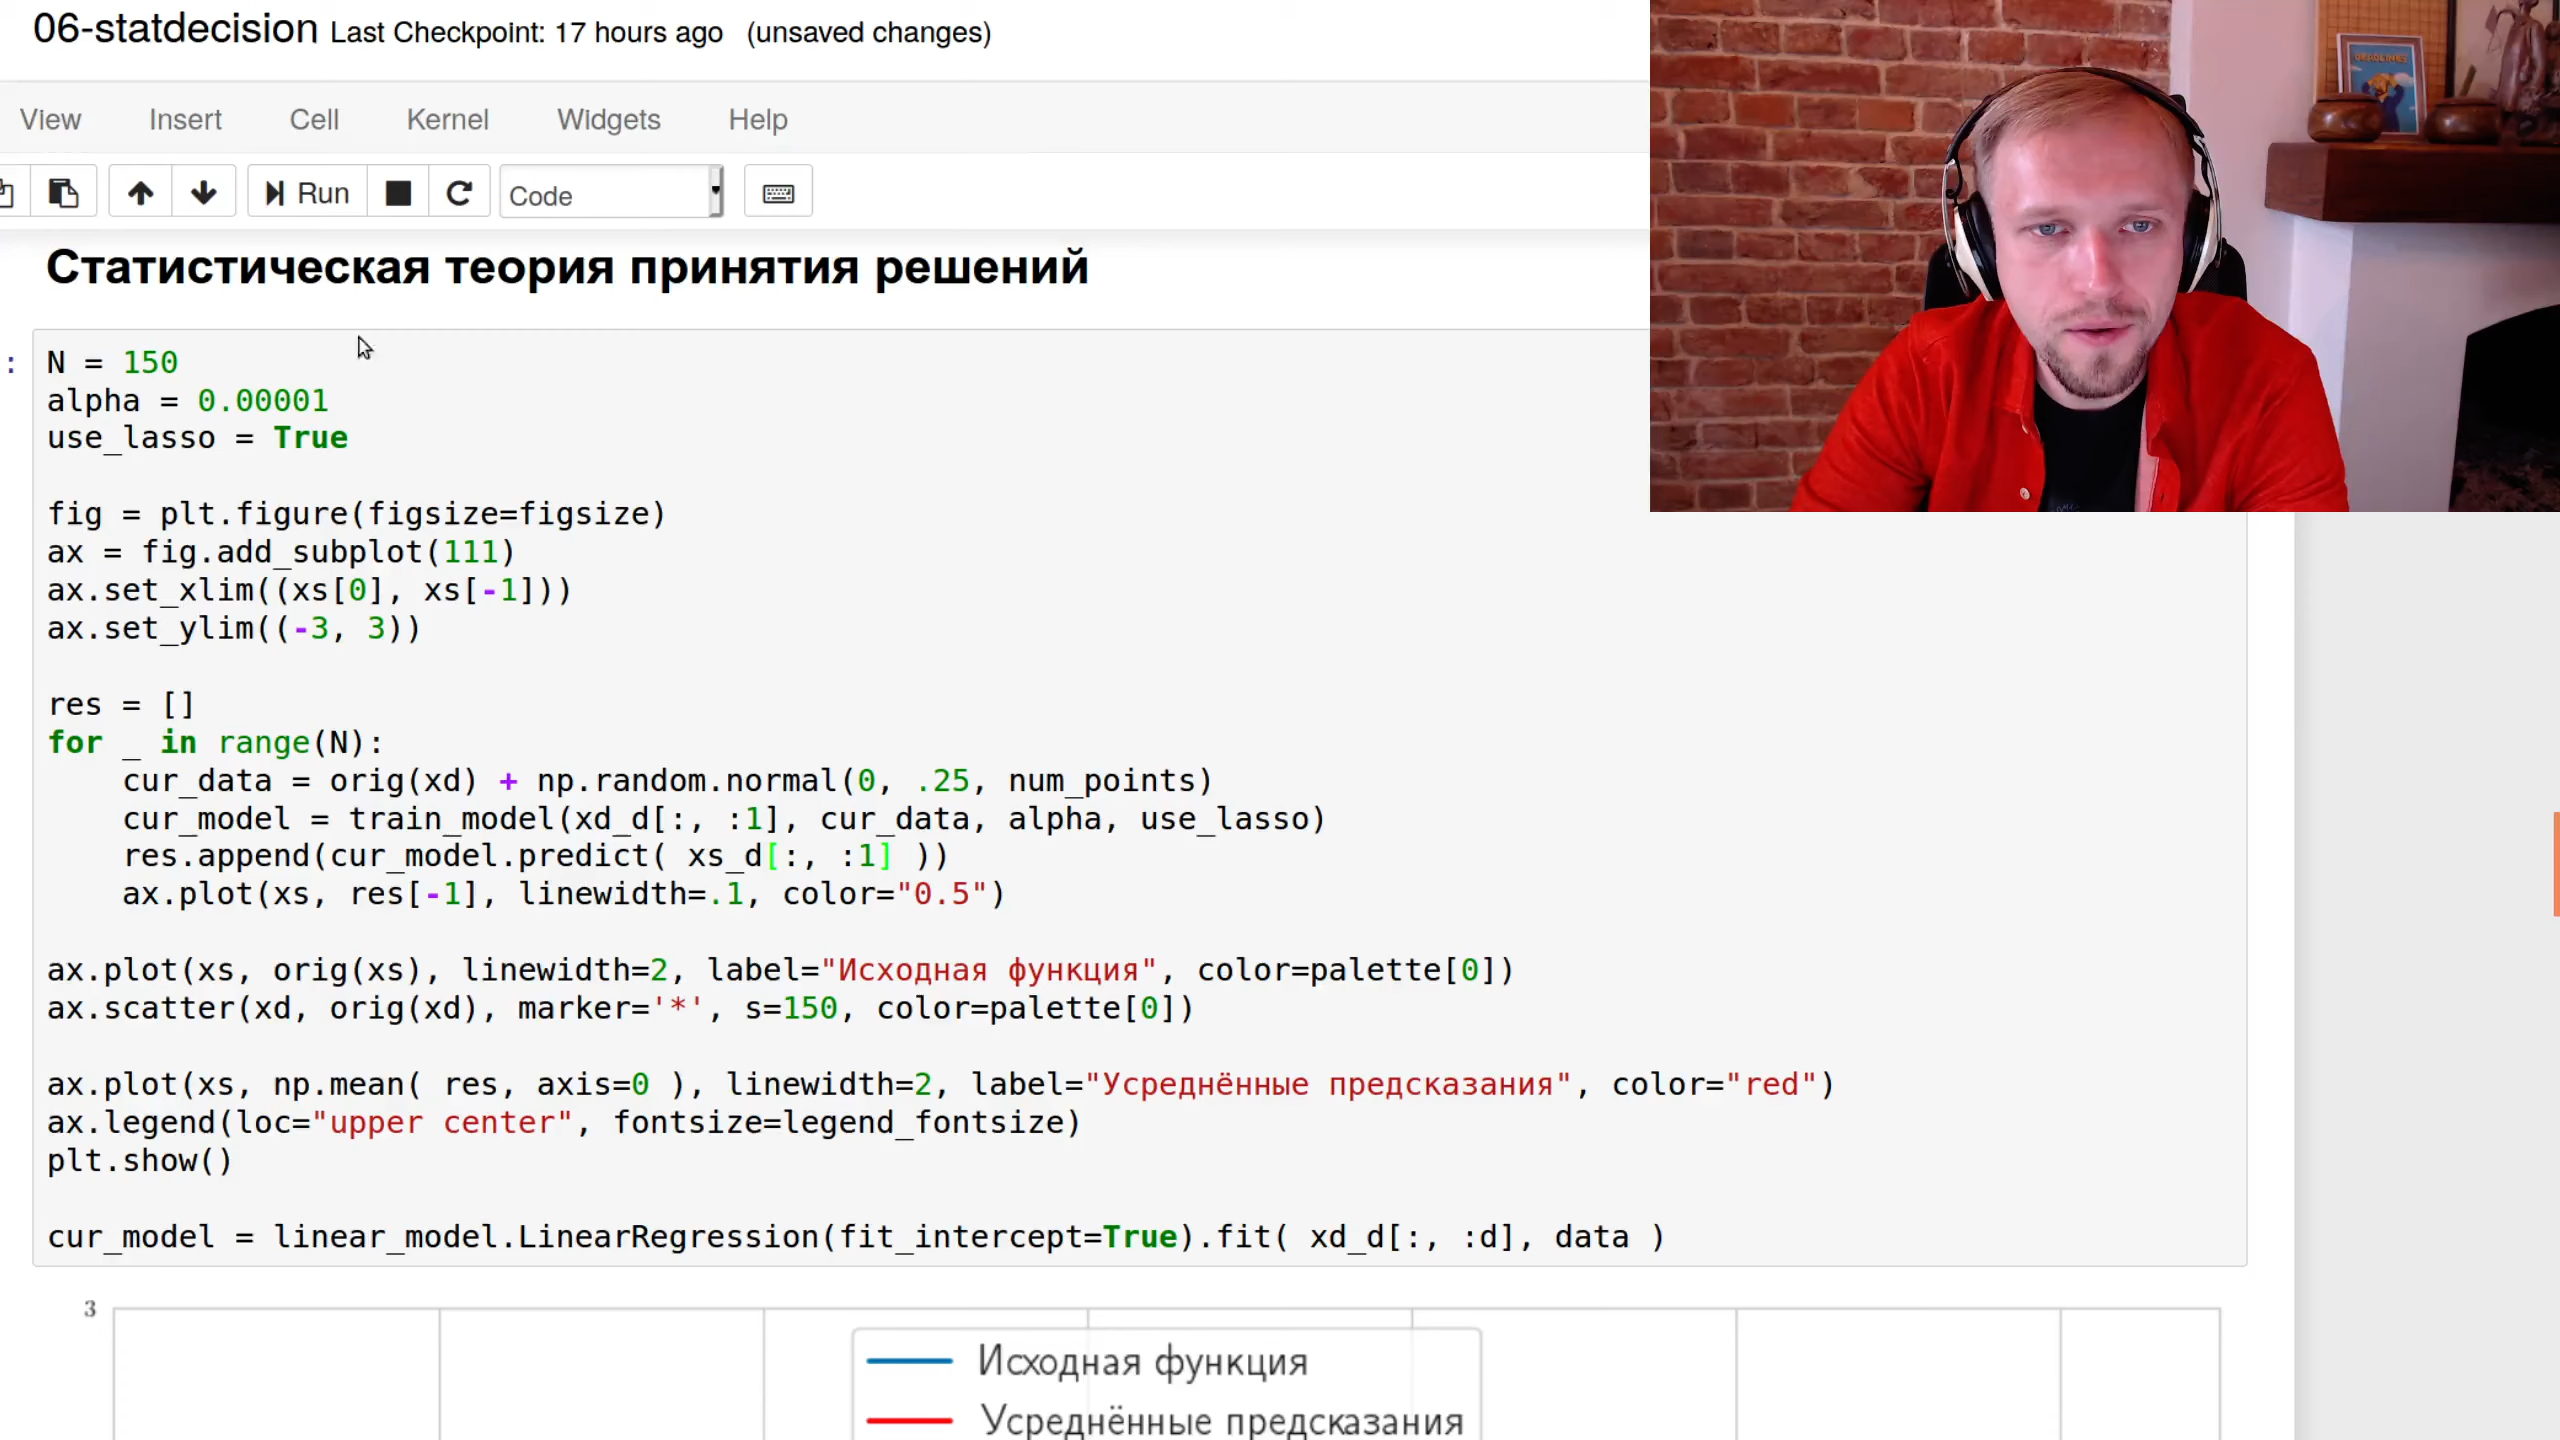 06-statdecision Last Checkpoint: 17 hours ago (unsaved changes)
View Insert Cell Kernel Widgets Help
Run Code
DEADLINES
Статистическая теория принятия решений
:
N = 150
alpha = 0.00001
use_lasso = True
fig = plt.figure(figsize=figsize)
ax = fig.add_subplot(111)
ax.set_xlim((xs[0], xs[-1]))
ax.set_ylim((-3, 3))
res = []
for _ in range(N):
    cur_data = orig(xd) + np.random.normal(0, .25, num_points)
    cur_model = train_model(xd_d[:, :1], cur_data, alpha, use_lasso)
    res.append(cur_model.predict( xs_d[:, :1] ))
    ax.plot(xs, res[-1], linewidth=.1, color="0.5")
ax.plot(xs, orig(xs), linewidth=2, label="Исходная функция", color=palette[0])
ax.scatter(xd, orig(xd), marker='*', s=150, color=palette[0])
ax.plot(xs, np.mean( res, axis=0 ), linewidth=2, label="Усреднённые предсказания", color="red")
ax.legend(loc="upper center", fontsize=legend_fontsize)
plt.show()
cur_model = linear_model.LinearRegression(fit_intercept=True).fit( xd_d[:, :d], data )
3
Исходная функция
Усреднённые предсказания